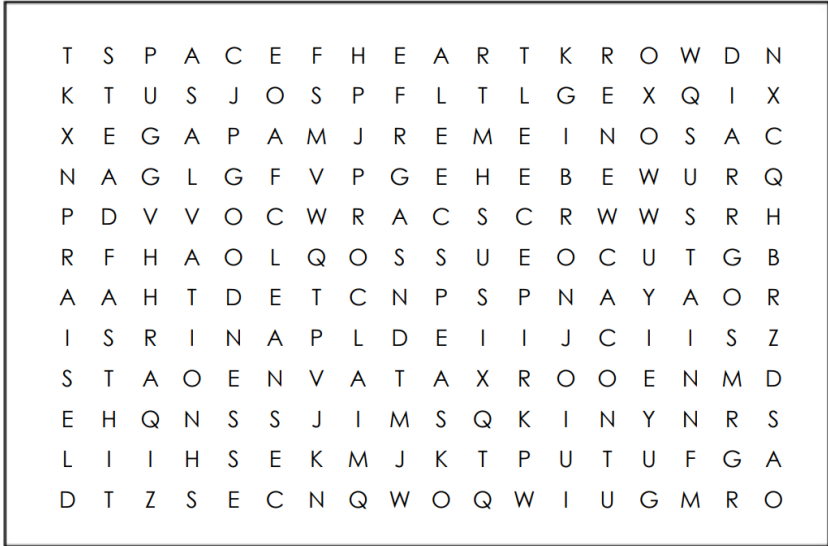 T S P A C E F H E A R T K R O W D N
K T U S J O S P F L T L G E X Q I X
X E G A P A M J R E M E I N O S A C
N A G L G F V P G E H E B E W U R Q
P D V V O C W R A C S C R W W S R H
R F H A O L Q O S S U E O C U T G B
A A H T D E T C N P S P N A Y A O R
I S R I N A P L D E I I J C I I S Z
S T A O E N V A T A X R O O E N M D
E H Q N S S J I M S Q K I N Y N R S
L I I H S E K M J K T P U T U F G A
D T Z S E C N Q W O Q W I U G M R O